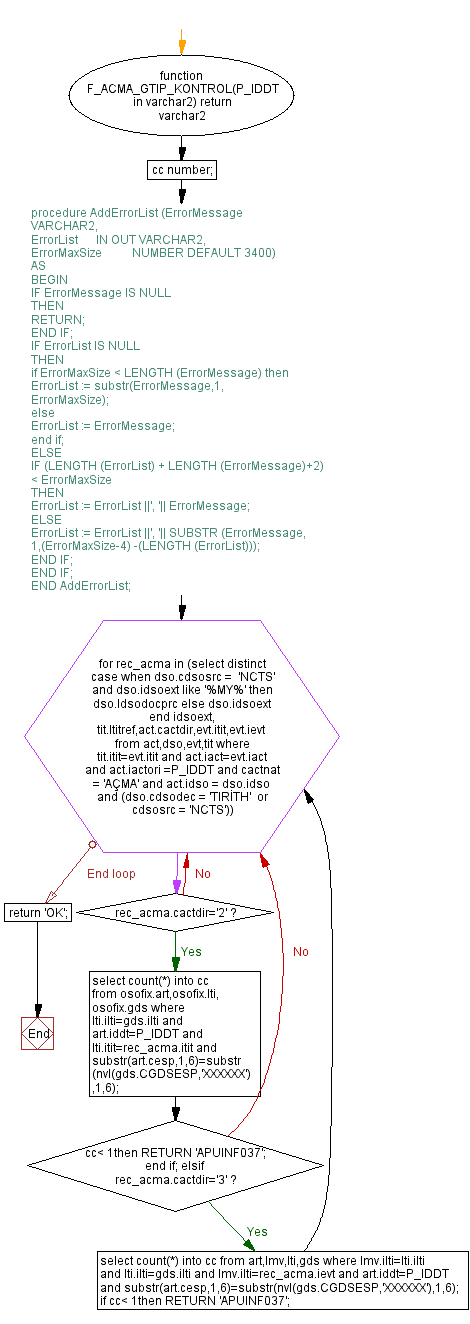 function
F_ACMA_GTIP_KONTROL(P_IDDT
in varchar2) return
varchar2
cc number;
procedure AddErrorList (ErrorMessage
VARCHAR2,
ErrorList IN OUT VARCHAR2,
ErrorMaxSize NUMBER DEFAULT 3400)
AS
BEGIN
IF ErrorMessage IS NULL
THEN
RETURN;
END IF;
IF ErrorList IS NULL
THEN
if ErrorMaxSize < LENGTH (ErrorMessage) then
ErrorList := substr(ErrorMessage,1,
ErrorMaxSize);
else
ErrorList := ErrorMessage;
end if;
ELSE
IF (LENGTH (ErrorList) + LENGTH (ErrorMessage)+2)
< ErrorMaxSize
THEN
ErrorList := ErrorList ||', '|| ErrorMessage;
ELSE
ErrorList := ErrorList ||', '|| SUBSTR (ErrorMessage,
1,(ErrorMaxSize-4) -(LENGTH (ErrorList)));
END IF;
END IF;
END AddErrorList;
for rec_acma in (select distinct
case when dso.cdsosrc = 'NCTS'
and dso.idsoext like '%MY%' then
dso.ldsodocprc else dso.idsoext
end idsoext,
tit.ltitref,act.cactdir,evt.itit,evt.ievt
from act,dso,evt,tit where
tit.itit=evt.itit and act.iact=evt.iact
and act.iactori =P_IDDT and cactnat
= 'AÇMA' and act.idso = dso.idso
and (dso.cdsodec = 'TIRİTH' or
cdsosrc = 'NCTS'))
End loop
No
return 'OK';
rec_acma.cactdir='2' ?
Yes
No
select count(*) into cc
from osofix.art,osofix.lti,
osofix.gds where
lti.ilti=gds.ilti and
art.iddt=P_IDDT and
lti.itit=rec_acma.itit and
substr(art.cesp,1,6)=substr
(nvl(gds.CGDSESP,'XXXXXX')
,1,6);
End
cc< 1then RETURN 'APUINF037';
end if; elsif
rec_acma.cactdir='3' ?
Yes
select count(*) into cc from art,lmv,lti,gds where lmv.ilti=lti.ilti
and lti.ilti=gds.ilti and lmv.ilti=rec_acma.ievt and art.iddt=P_IDDT
and substr(art.cesp,1,6)=substr(nvl(gds.CGDSESP,'XXXXXX'),1,6);
if cc< 1then RETURN 'APUINF037';